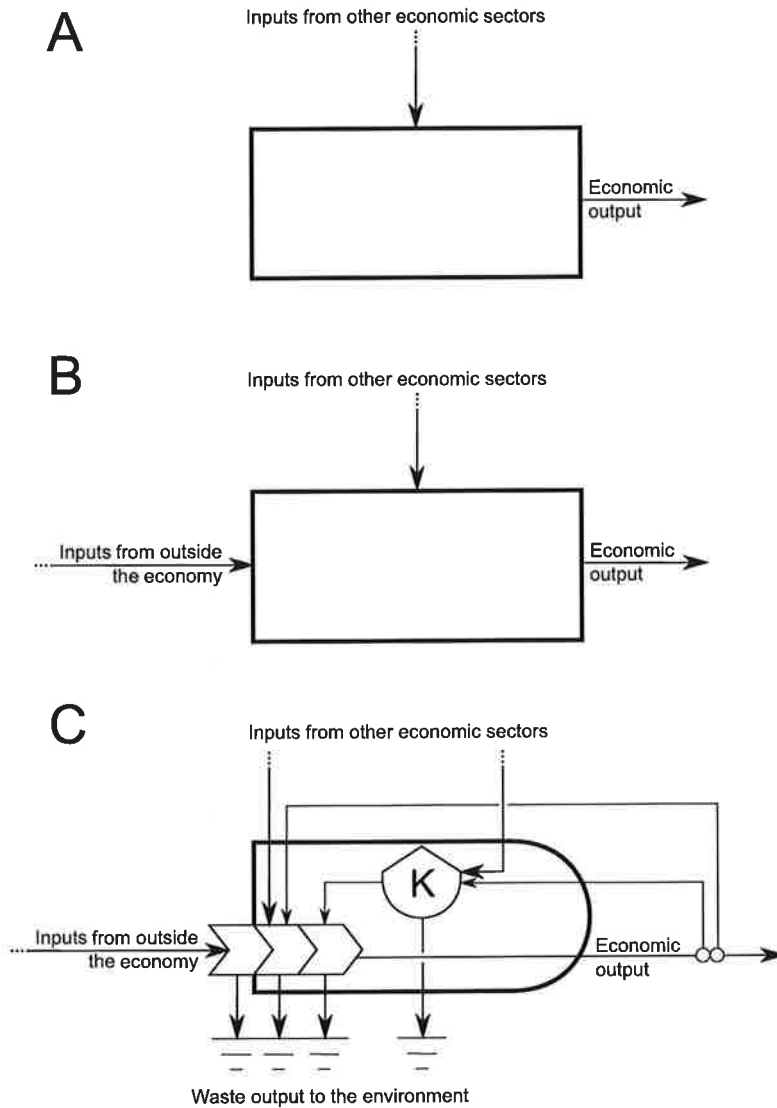 A
Inputs from other economic sectors
Economic
output
B
Inputs from other economic sectors
Inputs from outside
the economy
Economic
output
C
Inputs from other economic sectors
K
Inputs from outside
the economy
Economic
output
Waste output to the environment